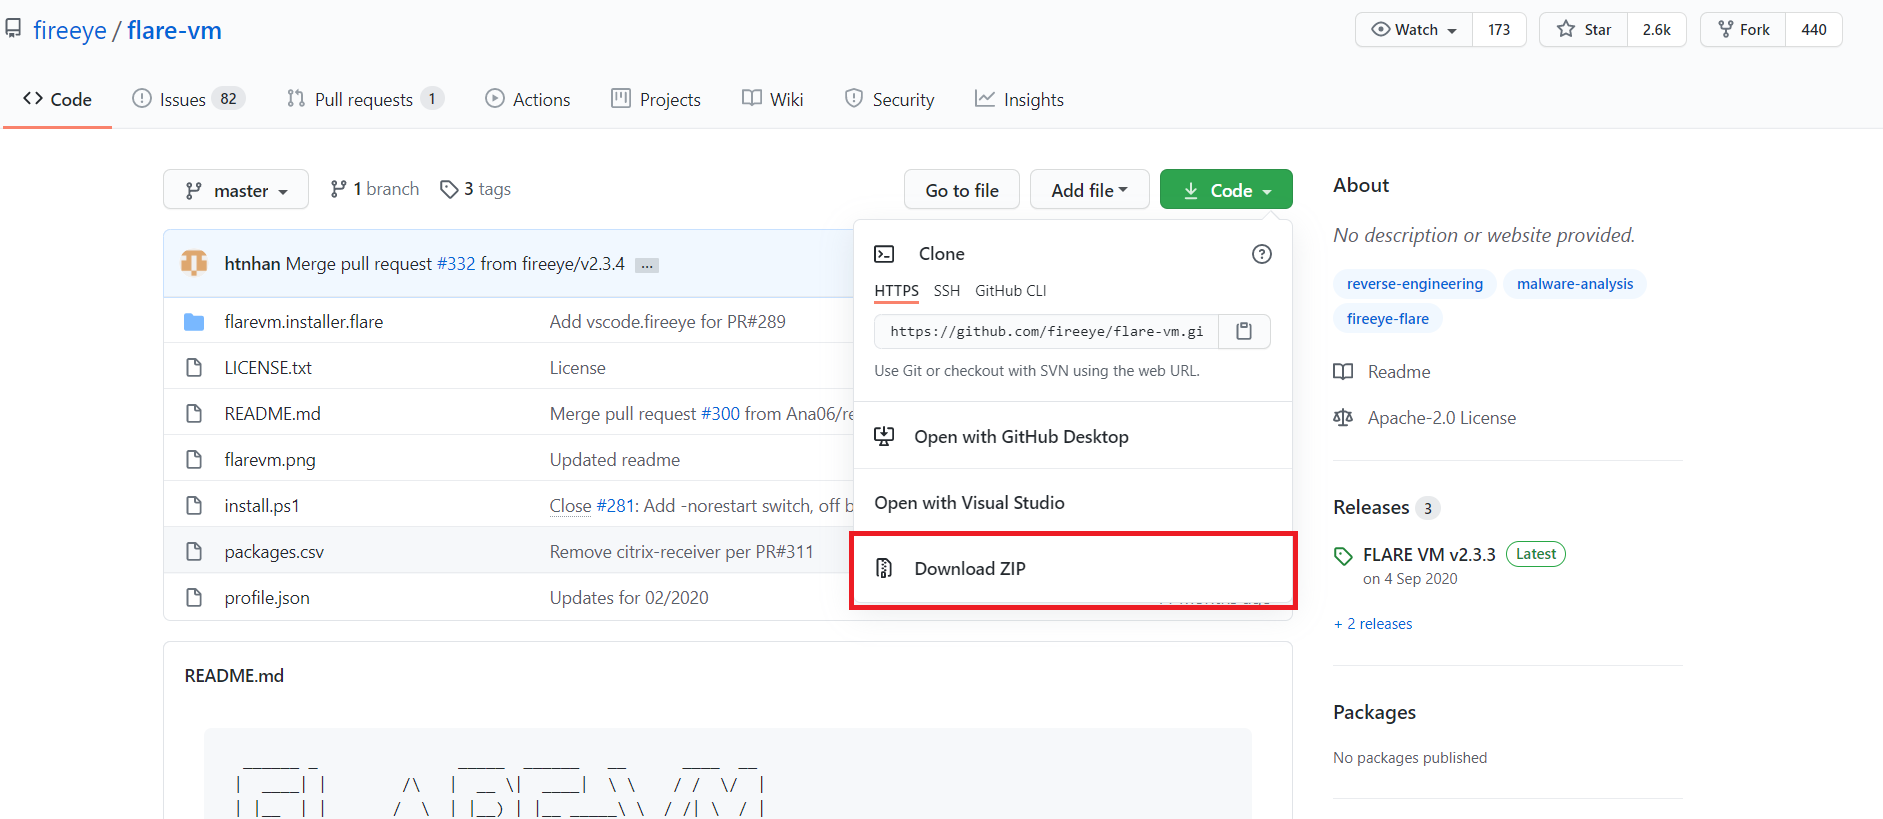 fireeye / flare-vm
Watch 173 Star 2.6k Fork 440
Code Issues 82 Pull requests 1 Actions Projects Wiki Security Insights
master 1 branch 3 tags Go to file Add file Code
htnhan Merge pull request #332 from fireeye/v2.3.4 ...
flarevm.installer.flare Add vscode.fireeye for PR#289
LICENSE.txt License
README.md Merge pull request #300 from Ana06/re
flarevm.png Updated readme
install.ps1 Close #281: Add -norestart switch, off b
packages.csv Remove citrix-receiver per PR#311
profile.json Updates for 02/2020
Clone
HTTPS SSH GitHub CLI
https://github.com/fireeye/flare-vm.gi
Use Git or checkout with SVN using the web URL.
Open with GitHub Desktop
Open with Visual Studio
Download ZIP
README.md
About
No description or website provided.
reverse-engineering malware-analysis
fireeye-flare
Readme
Apache-2.0 License
Releases 3
FLARE VM v2.3.3 Latest
on 4 Sep 2020
+ 2 releases
Packages
No packages published